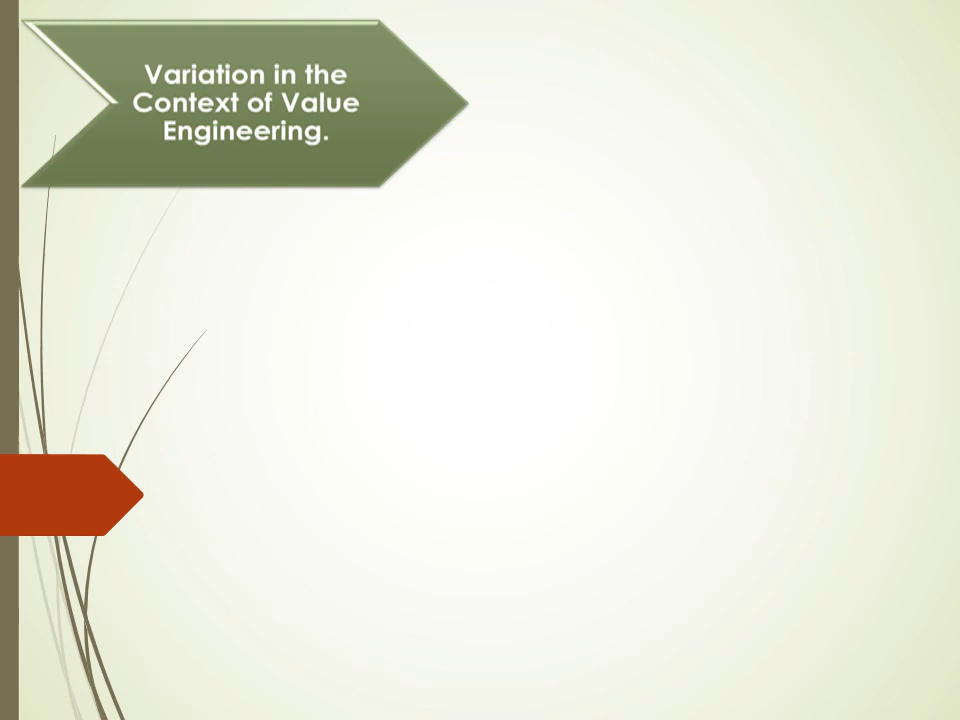 Variation in the
Context of Value
Engineering.